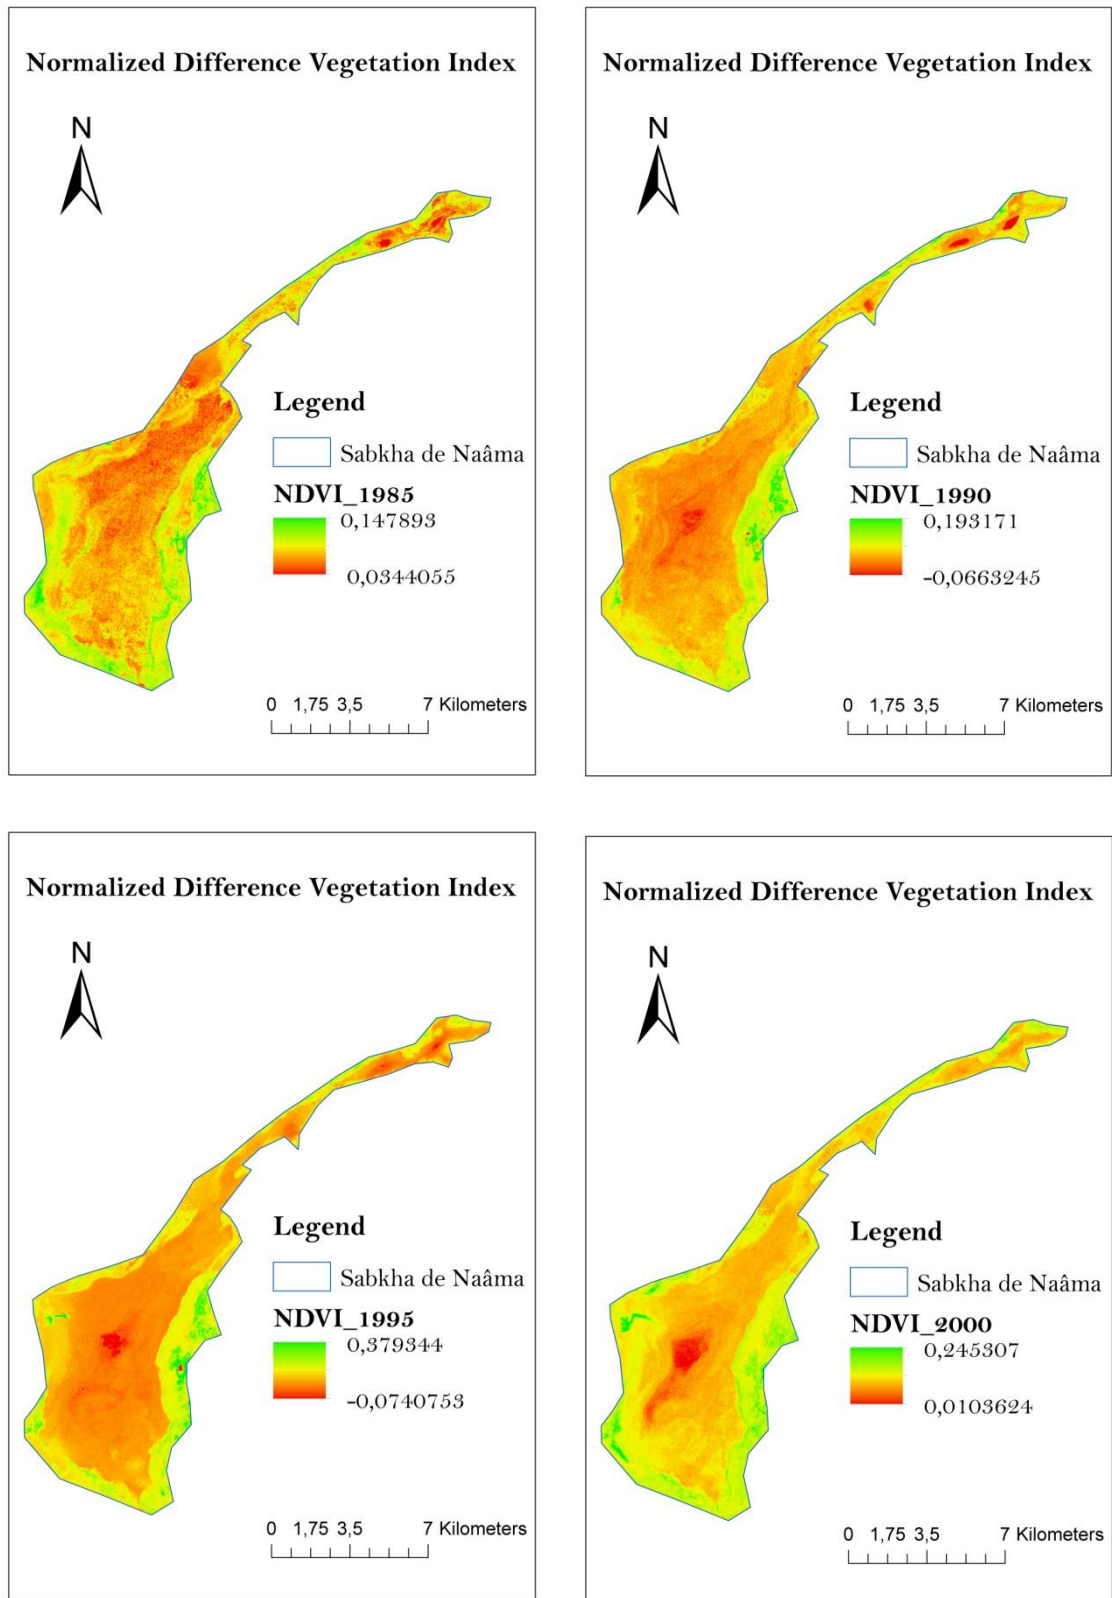 Normalized Difference Vegetation Index
N
Legend
Sabkha de Naâma
NDVI_1985
0,147893
0,0344055
0 1,75 3,5 7 Kilometers
Normalized Difference Vegetation Index
N
Legend
Sabkha de Naâma
NDVI_1990
0,193171
-0,0663245
0 1,75 3,5 7 Kilometers
Normalized Difference Vegetation Index
N
Legend
Sabkha de Naâma
NDVI_1995
0,379344
-0,0740753
0 1,75 3,5 7 Kilometers
Normalized Difference Vegetation Index
N
Legend
Sabkha de Naâma
NDVI_2000
0,245307
0,0103624
0 1,75 3,5 7 Kilometers